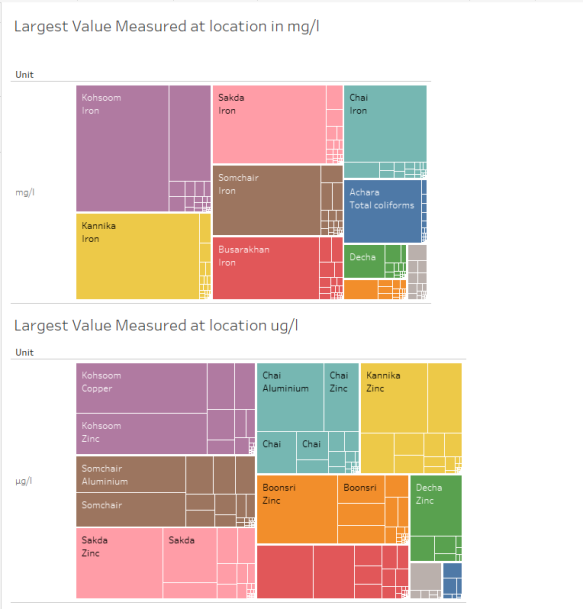 Largest Value Measured at location in mg/l
Unit
mg/l
Kohsoom
Iron
Sakda
Iron
Chai
Iron
Somchair
Iron
Achara
Total coliforms
Kannika
Iron
Busarakhan
Iron
Decha
Largest Value Measured at location ug/l
Unit
µg/l
Kohsoom
Copper
Chai
Aluminium
Chai
Zinc
Kannika
Zinc
Kohsoom
Zinc
Chai
Chai
Somchair
Aluminium
Somchair
Boonsri
Zinc
Boonsri
Decha
Zinc
Sakda
Zinc
Sakda